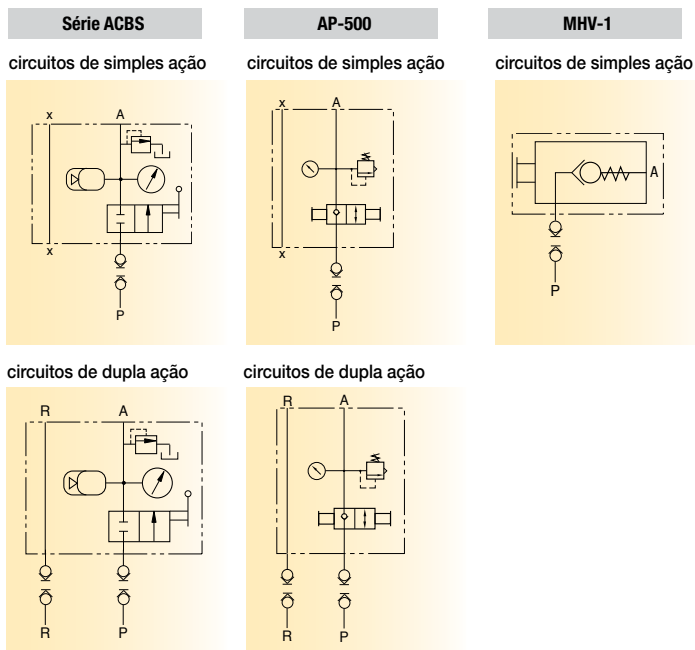 Série ACBS
AP-500
MHV-1
circuitos de simples ação
circuitos de simples ação
circuitos de simples ação
x
A
x
P
x
A
x
P
A
P
circuitos de dupla ação
circuitos de dupla ação
R
A
R
P
R
A
R
P